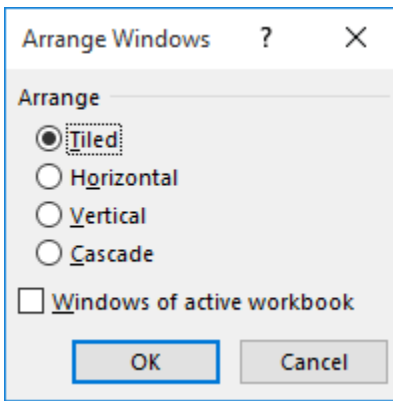 Arrange Windows ?
Arrange
Tiled
Horizontal
Vertical
Cascade
Windows of active workbook
OK Cancel